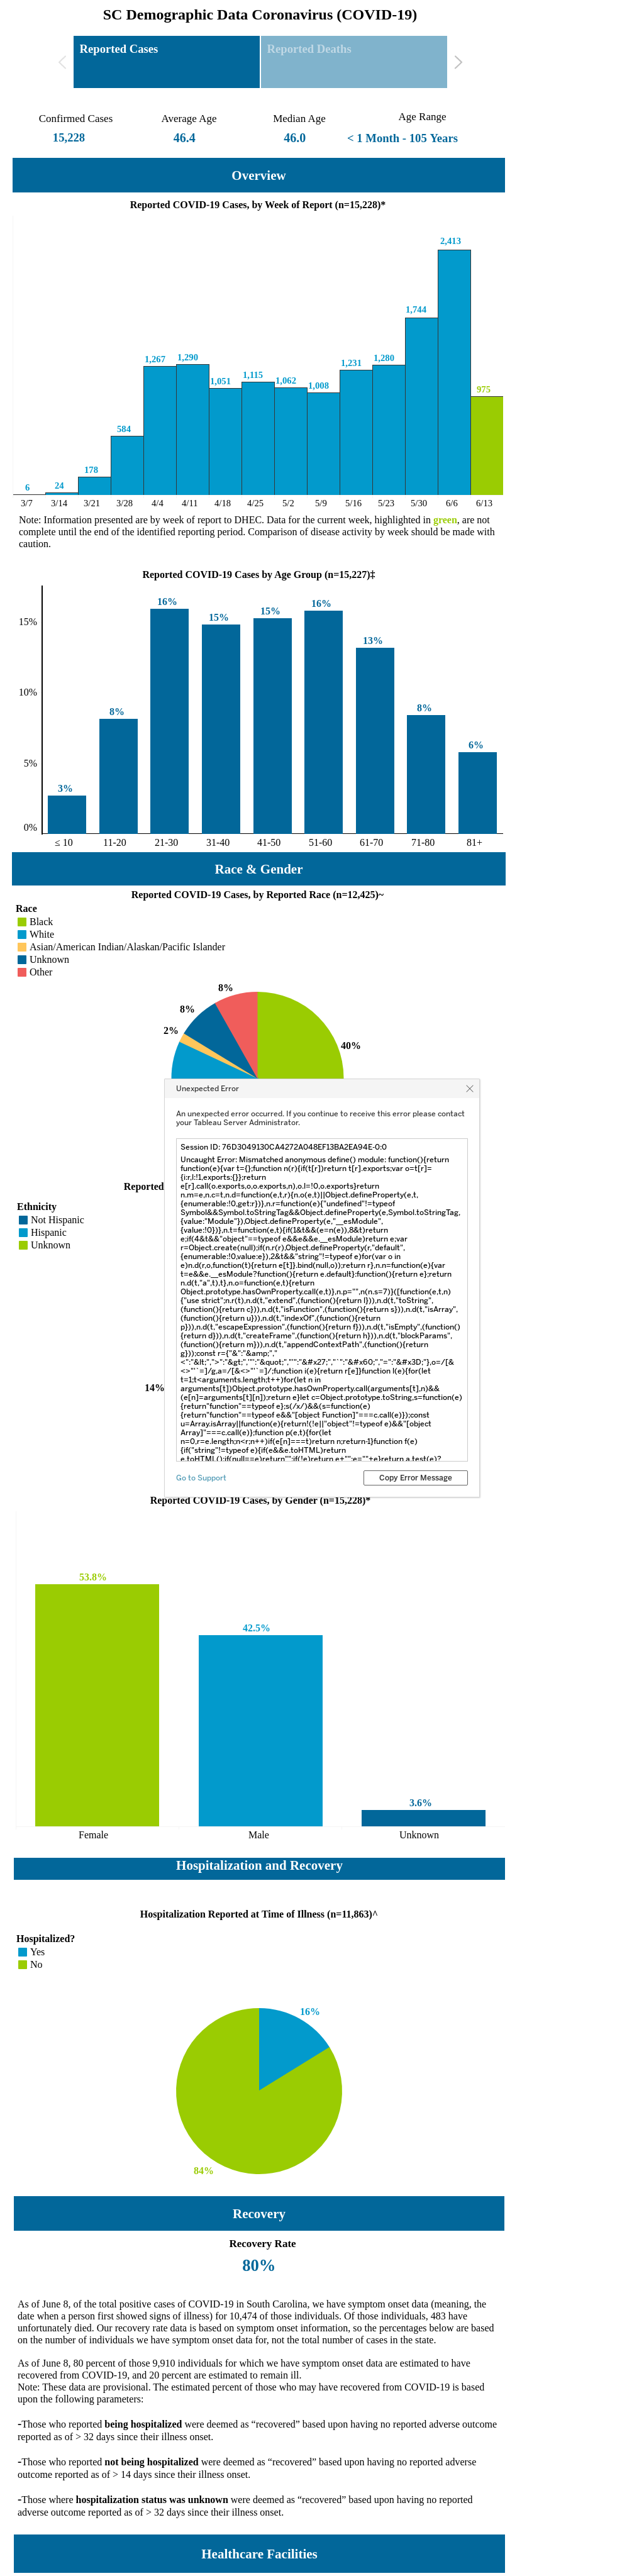 SC Demographic Data Coronavirus (COVID-19)
Reported Cases
Reported Deaths
Confirmed Cases
Average Age
Median Age
Age Range
15,228
46.4
46.0
< 1 Month - 105 Years
Overview
Reported COVID-19 Cases, by Week of Report (n=15,228)*
6
24
178
584
1,267
1,290
1,051
1,115
1,062
1,008
1,231
1,280
1,744
2,413
975
3/7
3/14
3/21
3/28
4/4
4/11
4/18
4/25
5/2
5/9
5/16
5/23
5/30
6/6
6/13
Note: Information presented are by week of report to DHEC. Data for the current week, highlighted in green, are not
complete until the end of the identified reporting period. Comparison of disease activity by week should be made with
caution.
Reported COVID-19 Cases by Age Group (n=15,227)‡
15%
10%
5%
0%
3%
8%
16%
15%
15%
16%
13%
8%
6%
≤ 10
11-20
21-30
31-40
41-50
51-60
61-70
71-80
81+
Race & Gender
Reported COVID-19 Cases, by Reported Race (n=12,425)~
Race
Black
White
Asian/American Indian/Alaskan/Pacific Islander
Unknown
Other
8%
8%
2%
40%
Reported
Ethnicity
Not Hispanic
Hispanic
Unknown
14%
Unexpected Error
An unexpected error occurred. If you continue to receive this error please contact
your Tableau Server Administrator.
Session ID: 76D3049130CA4272A048EF13BA2EA94E-0:0
Uncaught Error: Mismatched anonymous define() module: function(){return
function(e){var t={};function n(r){if(t[r])return t[r].exports;var o=t[r]=
{i:r,l:!1,exports:{}};return
e[r].call(o.exports,o,o.exports,n),o.l=!0,o.exports}return
n.m=e,n.c=t,n.d=function(e,t,r){n.o(e,t)||Object.defineProperty(e,t,
{enumerable:!0,get:r})},n.r=function(e){"undefined"!=typeof
Symbol&&Symbol.toStringTag&&Object.defineProperty(e,Symbol.toStringTag,
{value:"Module"}),Object.defineProperty(e,"__esModule",
{value:!0})},n.t=function(e,t){if(1&t&&(e=n(e)),8&t)return
e;if(4&t&&"object"==typeof e&&e&&e.__esModule)return e;var
r=Object.create(null);if(n.r(r),Object.defineProperty(r,"default",
{enumerable:!0,value:e}),2&t&&"string"!=typeof e)for(var o in
e)n.d(r,o,function(t){return e[t]}.bind(null,o));return r},n.n=function(e){var
t=e&&e.__esModule?function(){return e.default}:function(){return e};return
n.d(t,"a",t),t},n.o=function(e,t){return
Object.prototype.hasOwnProperty.call(e,t)},n.p="",n(n.s=7)}([function(e,t,n)
{"use strict";n.r(t),n.d(t,"extend",(function(){return l})),n.d(t,"toString",
(function(){return c})),n.d(t,"isFunction",(function(){return s})),n.d(t,"isArray",
(function(){return u})),n.d(t,"indexOf",(function(){return
p})),n.d(t,"escapeExpression",(function(){return f})),n.d(t,"isEmpty",(function()
{return d})),n.d(t,"createFrame",(function(){return h})),n.d(t,"blockParams",
(function(){return m})),n.d(t,"appendContextPath",(function(){return
g}));const r={"&":"&amp;","
<":"&lt;",">":"&gt;",'"':"&quot;","'":"&#x27;","`":"&#x60;","=":"&#x3D;"},o=/[&
<>"'`=]/g,a=/[&<>"'`=]/;function i(e){return r[e]}function l(e){for(let
t=1;t<arguments.length;t++)for(let n in
arguments[t])Object.prototype.hasOwnProperty.call(arguments[t],n)&&
(e[n]=arguments[t][n]);return e}let c=Object.prototype.toString,s=function(e)
{return"function"==typeof e};s(/x/)&&(s=function(e)
{return"function"==typeof e&&"[object Function]"===c.call(e)});const
u=Array.isArray||function(e){return!(!e||"object"!=typeof e)&&"[object
Array]"===c.call(e)};function p(e,t){for(let
n=0,r=e.length;n<r;n++)if(e[n]===t)return n;return-1}function f(e)
{if("string"!=typeof e){if(e&&e.toHTML)return
e.toHTML();if(null==e)return"";if(!e)return e+"";e=""+e}return a.test(e)?
Go to Support
Copy Error Message
Reported COVID-19 Cases, by Gender (n=15,228)*
53.8%
42.5%
3.6%
Female
Male
Unknown
Hospitalization and Recovery
Hospitalization Reported at Time of Illness (n=11,863)^
Hospitalized?
Yes
No
16%
84%
Recovery
Recovery Rate
80%
As of June 8, of the total positive cases of COVID-19 in South Carolina, we have symptom onset data (meaning, the
date when a person first showed signs of illness) for 10,474 of those individuals. Of those individuals, 483 have
unfortunately died. Our recovery rate data is based on symptom onset information, so the percentages below are based
on the number of individuals we have symptom onset data for, not the total number of cases in the state.
As of June 8, 80 percent of those 9,910 individuals for which we have symptom onset data are estimated to have
recovered from COVID-19, and 20 percent are estimated to remain ill.
Note: These data are provisional. The estimated percent of those who may have recovered from COVID-19 is based
upon the following parameters:
-Those who reported being hospitalized were deemed as “recovered” based upon having no reported adverse outcome
reported as of > 32 days since their illness onset.
-Those who reported not being hospitalized were deemed as “recovered” based upon having no reported adverse
outcome reported as of > 14 days since their illness onset.
-Those where hospitalization status was unknown were deemed as “recovered” based upon having no reported
adverse outcome reported as of > 32 days since their illness onset.
Healthcare Facilities